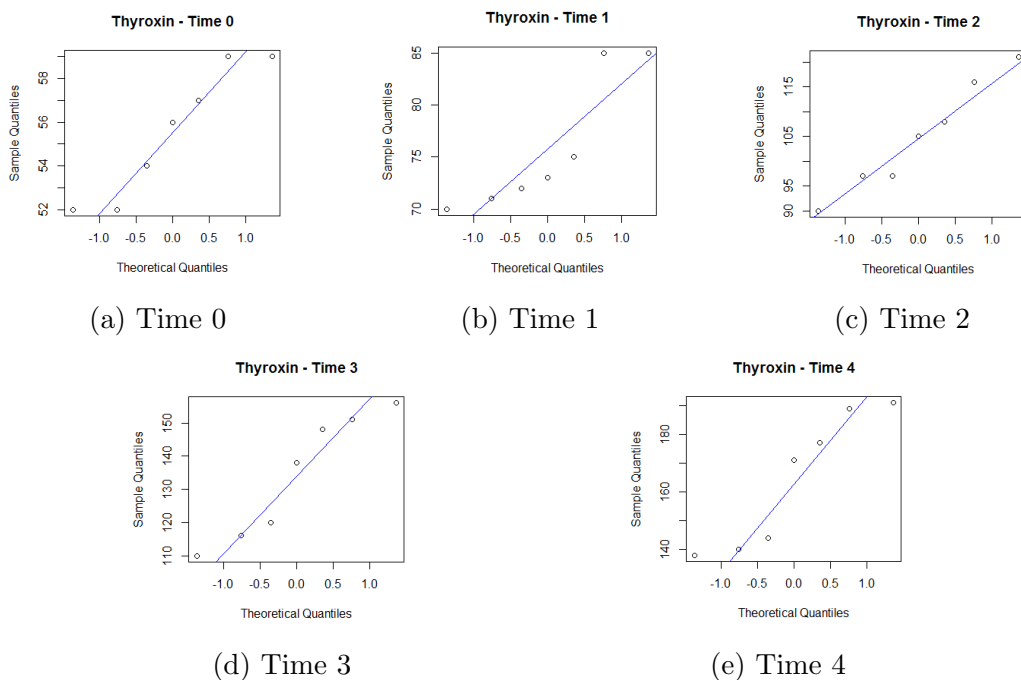 Thyroxin - Time 0
Sample Quantiles
52 54 56 58
-1.0 -0.5 0.0 0.5 1.0
Theoretical Quantiles
(a) Time 0
Thyroxin - Time 1
Sample Quantiles
70 75 80 85
-1.0 -0.5 0.0 0.5 1.0
Theoretical Quantiles
(b) Time 1
Thyroxin - Time 2
Sample Quantiles
90 95 105 115
-1.0 -0.5 0.0 0.5 1.0
Theoretical Quantiles
(c) Time 2
Thyroxin - Time 3
Sample Quantiles
110 120 130 140 150
-1.0 -0.5 0.0 0.5 1.0
Theoretical Quantiles
(d) Time 3
Thyroxin - Time 4
Sample Quantiles
140 160 180
-1.0 -0.5 0.0 0.5 1.0
Theoretical Quantiles
(e) Time 4